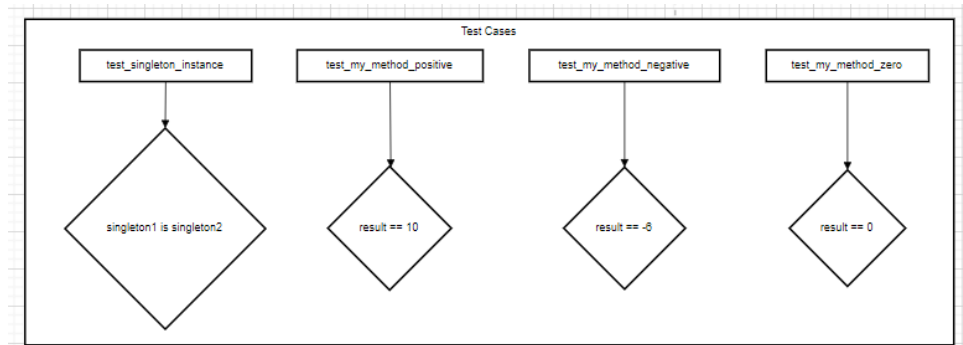 Test Cases
test_singleton_instance
test_my_method_positive
test_my_method_negative
test_my_method_zero
singleton1 is singleton2
result == 10
result == -6
result == 0